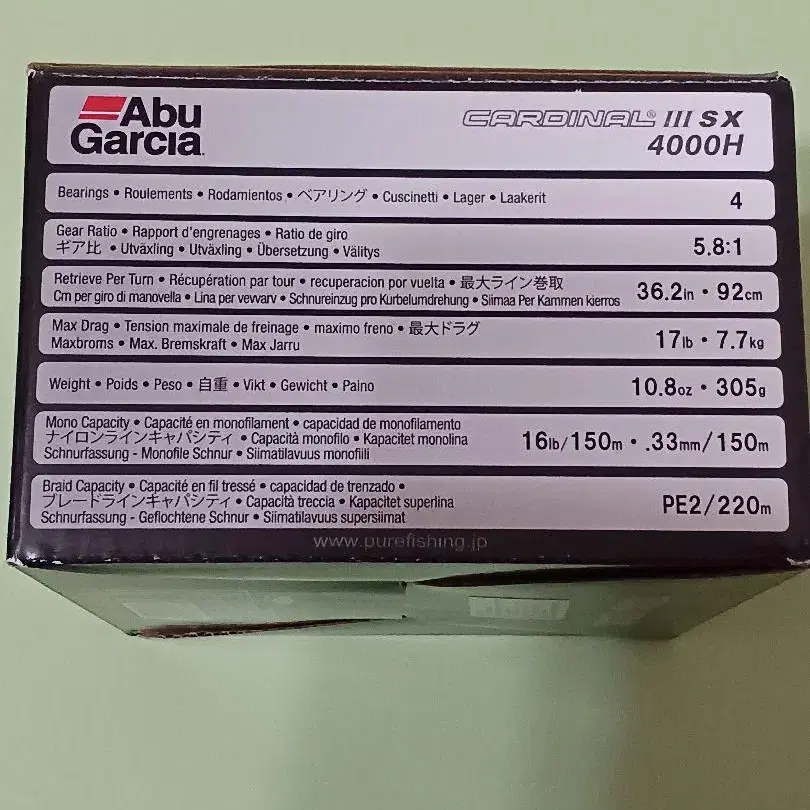 Abu
Garcia
CARDINAL® III SX
4000H
Bearings • Roulements • Rodamientos • ベアリング • Cuscinetti • Lager • Laakerit
4
Gear Ratio • Rapport d'engrenages • Ratio de giro
ギア比 • Utväxling • Utväxling • Übersetzung • Välitys
5.8:1
Retrieve Per Turn • Récupération par tour • recuperacion por vuelta • 最大ライン巻取
Cm per giro di manovella • Lina per vevvarv • Schnureinzug pro Kurbelumdrehung • Siimaa Per Kammen kierros
36.2in・92cm
Max Drag • Tension maximale de freinage • maximo freno • 最大ドラグ
Maxbroms • Max. Bremskraft • Max Jarru
17lb・7.7kg
Weight • Poids • Peso • 自重 • Vikt • Gewicht • Paino
10.8oz・305g
Mono Capacity • Capacité en monofilament • capacidad de monofilamento
ナイロンラインキャパシティ • Capacità monofilo • Kapacitet monolina
Schnurfassung - Monofile Schnur • Siimatilavuus monofiili
16lb/150m・.33mm/150m
Braid Capacity • Capacité en fil tressé • capacidad de trenzado •
ブレードラインキャパシティ • Capacità treccia • Kapacitet superlina
Schnurfassung - Geflochtene Schnur • Siimatilavuus supersiimat
PE2/220m
www.purefishing.jp